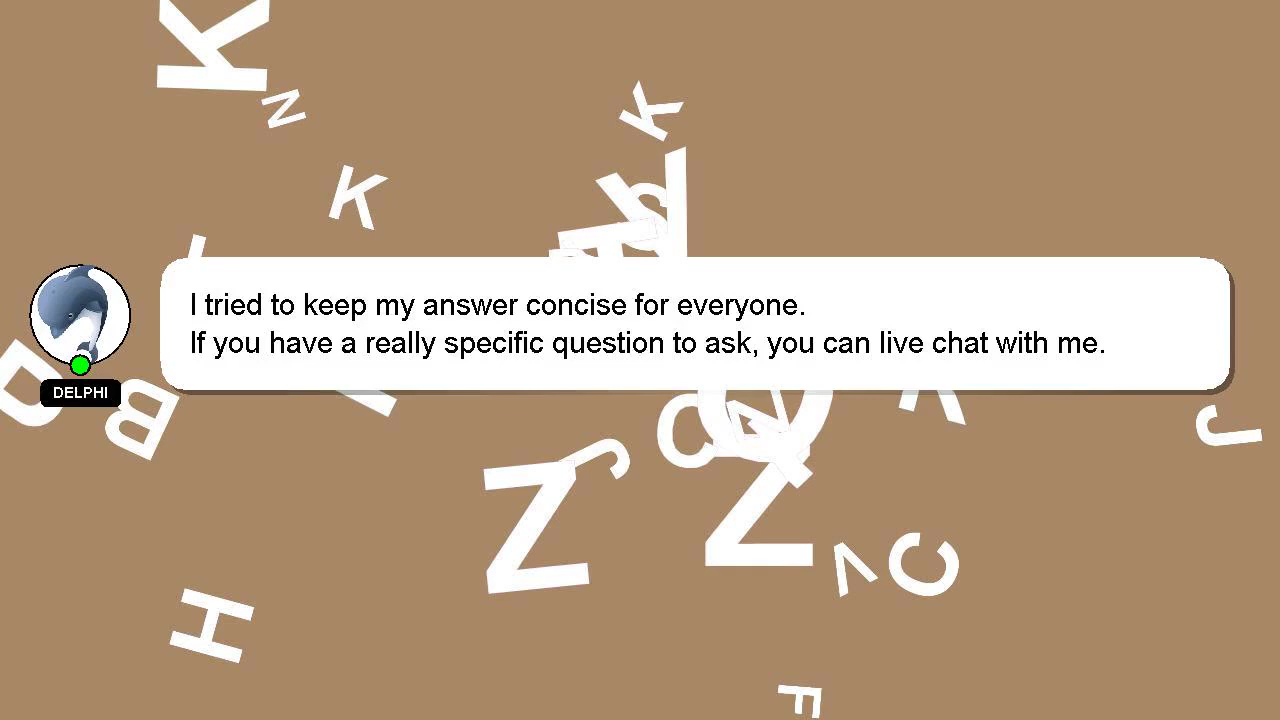 I tried to keep my answer concise for everyone.
If you have a really specific question to ask, you can live chat with me.
DELPHI
K
N
K
K
S
B
J
C
N
Z
Z
V
C
J
H
F